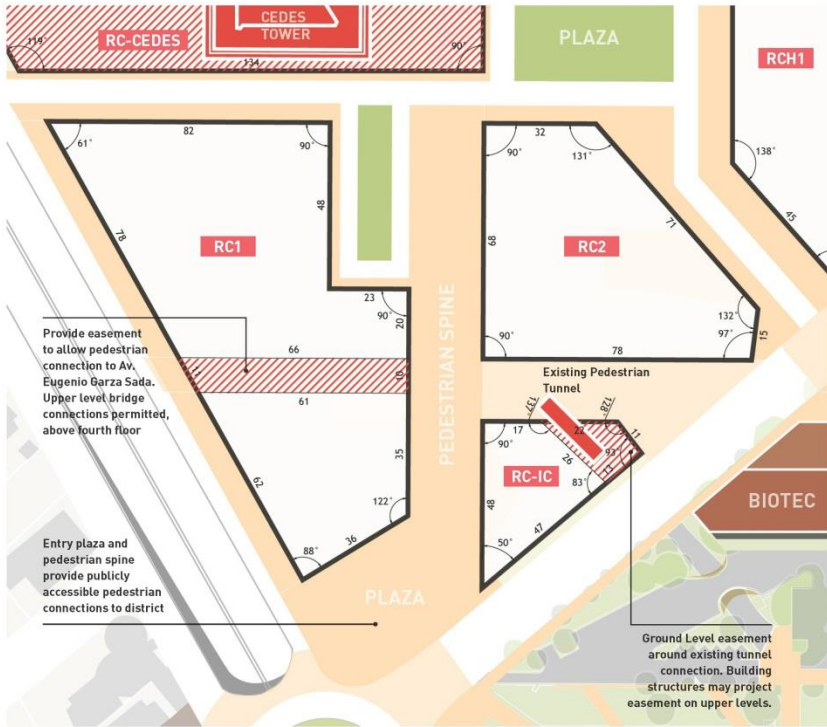 CEDES
TOWER
RC-CEDES
119°
90°
134
PLAZA
RCH1
138°
45
82
61°
90°
48
78
RC1
23
90°
20
66
11
10
61
35
62
122°
36
88°
32
90°
131°
68
71
RC2
132°
15
97°
90°
78
PEDESTRIAN SPINE
Provide easement
to allow pedestrian
connection to Av.
Eugenio Garza Sada.
Upper level bridge
connections permitted,
above fourth floor
Existing Pedestrian
Tunnel
137°
128°
17
22
11
90°
93°
13
26
RC-IC
83°
48
47
50°
BIOTEC
Entry plaza and
pedestrian spine
provide publicly
accessible pedestrian
connections to district
PLAZA
Ground Level easement
around existing tunnel
connection. Building
structures may project
easement on upper levels.